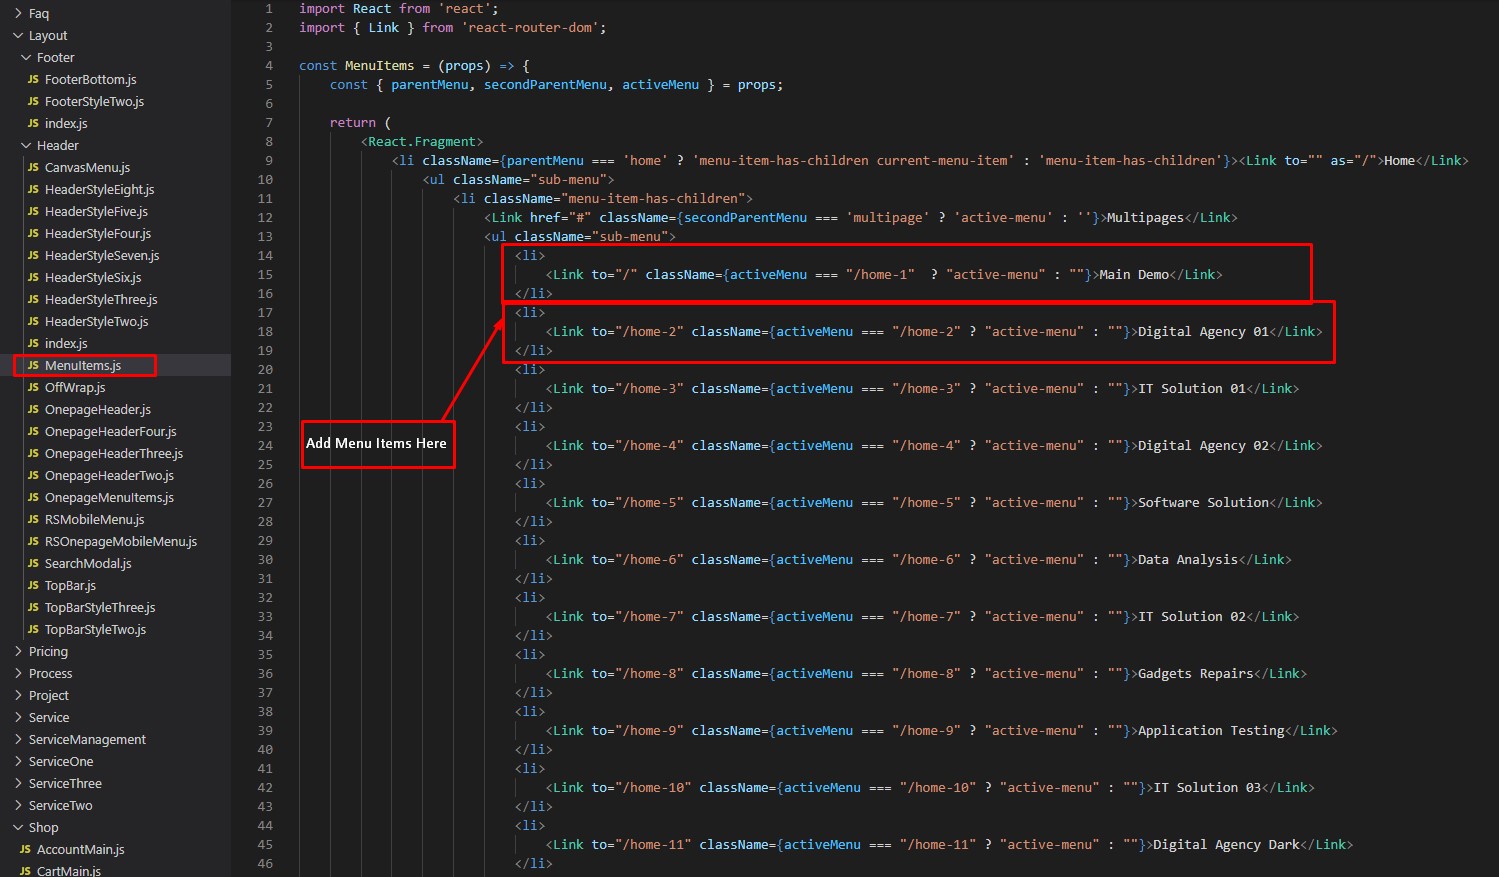 Faq
Layout
Footer
JS FooterBottom.js
JS FooterStyleTwo.js
JS index.js
Header
JS CanvasMenu.js
JS HeaderStyleEight.js
JS HeaderStyleFive.js
JS HeaderStyleFour.js
JS HeaderStyleSeven.js
JS HeaderStyleSix.js
JS HeaderStyleThree.js
JS HeaderStyleTwo.js
JS index.js
JS MenuItems.js
JS OffWrap.js
JS OnepageHeader.js
JS OnepageHeaderFour.js
JS OnepageHeaderThree.js
JS OnepageHeaderTwo.js
JS OnepageMenuItems.js
JS RSMobileMenu.js
JS RSOnepageMobileMenu.js
JS SearchModal.js
JS TopBar.js
JS TopBarStyleThree.js
JS TopBarStyleTwo.js
Pricing
Process
Project
Service
ServiceManagement
ServiceOne
ServiceThree
ServiceTwo
Shop
JS AccountMain.js
JS CartMain.js
1 import React from 'react';
2 import { Link } from 'react-router-dom';
3
4 const MenuItems = (props) => {
5 const { parentMenu, secondParentMenu, activeMenu } = props;
6
7 return (
8 <React.Fragment>
9 <li className={parentMenu === 'home' ? 'menu-item-has-children current-menu-item' : 'menu-item-has-children'}><Link to="" as="/">Home</Link>
10 <ul className="sub-menu">
11 <li className="menu-item-has-children">
12 <Link href="#" className={secondParentMenu === 'multipage' ? 'active-menu' : ''}>Multipages</Link>
13 <ul className="sub-menu">
14 <li>
15 <Link to="/" className={activeMenu === "/home-1"  ? "active-menu" : ""}>Main Demo</Link>
16 </li>
17 <li>
18 <Link to="/home-2" className={activeMenu === "/home-2" ? "active-menu" : ""}>Digital Agency 01</Link>
19 </li>
20 <li>
21 <Link to="/home-3" className={activeMenu === "/home-3" ? "active-menu" : ""}>IT Solution 01</Link>
22 </li>
23 <li>
24 <Link to="/home-4" className={activeMenu === "/home-4" ? "active-menu" : ""}>Digital Agency 02</Link>
25 </li>
26 <li>
27 <Link to="/home-5" className={activeMenu === "/home-5" ? "active-menu" : ""}>Software Solution</Link>
28 </li>
29 <li>
30 <Link to="/home-6" className={activeMenu === "/home-6" ? "active-menu" : ""}>Data Analysis</Link>
31 </li>
32 <li>
33 <Link to="/home-7" className={activeMenu === "/home-7" ? "active-menu" : ""}>IT Solution 02</Link>
34 </li>
35 <li>
36 <Link to="/home-8" className={activeMenu === "/home-8" ? "active-menu" : ""}>Gadgets Repairs</Link>
37 </li>
38 <li>
39 <Link to="/home-9" className={activeMenu === "/home-9" ? "active-menu" : ""}>Application Testing</Link>
40 </li>
41 <li>
42 <Link to="/home-10" className={activeMenu === "/home-10" ? "active-menu" : ""}>IT Solution 03</Link>
43 </li>
44 <li>
45 <Link to="/home-11" className={activeMenu === "/home-11" ? "active-menu" : ""}>Digital Agency Dark</Link>
46 </li>
Add Menu Items Here